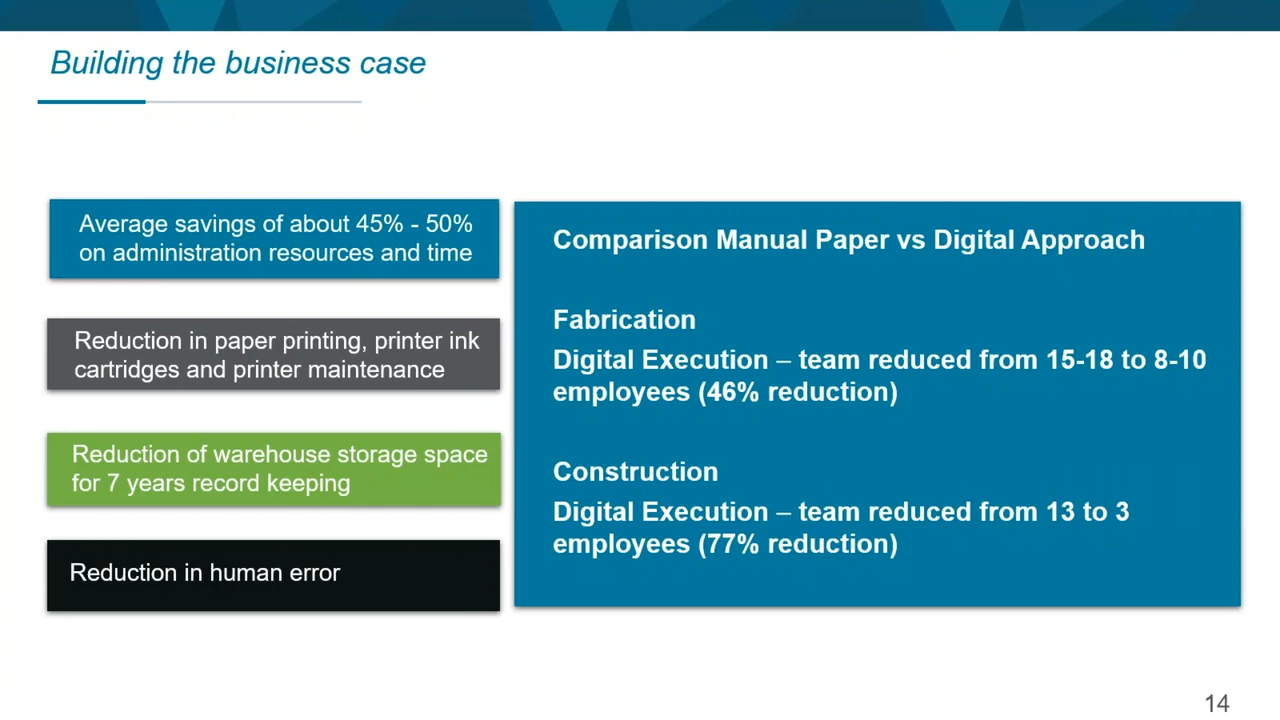 Building the business case
Average savings of about 45% - 50%
on administration resources and time
Reduction in paper printing, printer ink
cartridges and printer maintenance
Reduction of warehouse storage space
for 7 years record keeping
Reduction in human error
Comparison Manual Paper vs Digital Approach
Fabrication
Digital Execution – team reduced from 15-18 to 8-10
employees (46% reduction)
Construction
Digital Execution – team reduced from 13 to 3
employees (77% reduction)
14